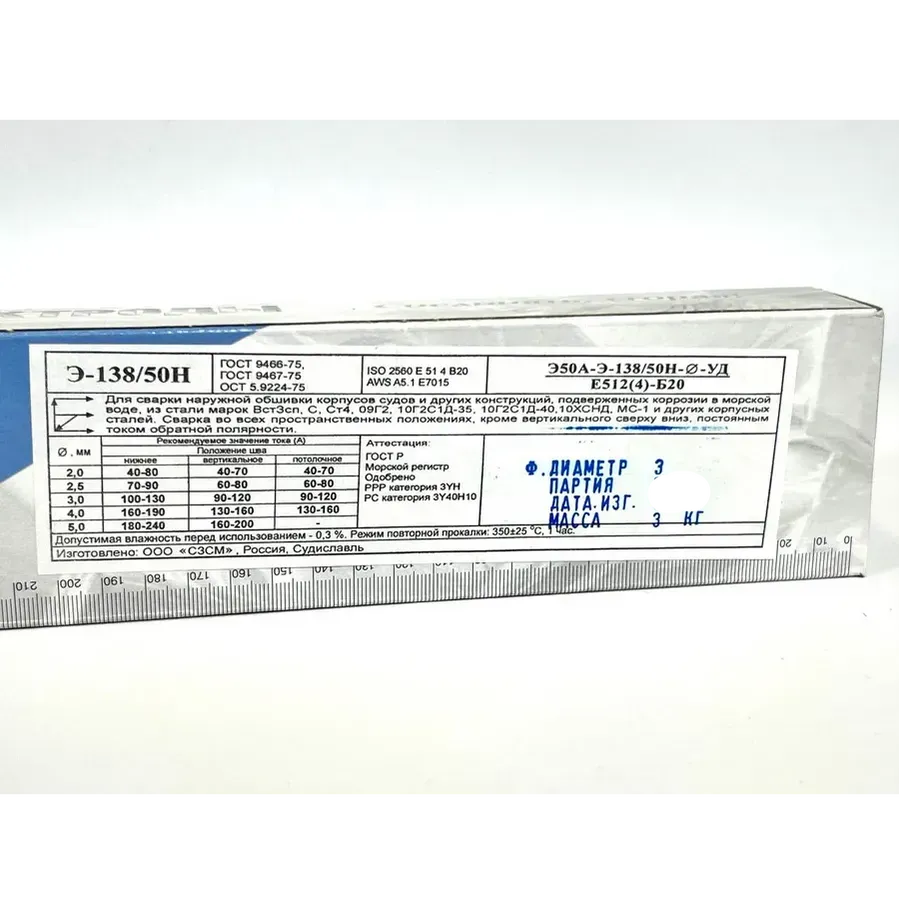 Э-138/50Н
ГОСТ 9466-75,
ГОСТ 9467-75
ОСТ 5.9224-75
ISO 2560 E 51 4 B20
AWS A5.1 E7015
Э50А-Э-138/50Н-∅-УД
Е512(4)-Б20
Для сварки наружной обшивки корпусов судов и других конструкций, подверженных коррозии в морской
воде, из стали марок Вст3сп, С, Ст4, 09Г2, 10Г2С1Д-35, 10Г2С1Д-40,10ХСНД, МС-1 и других корпусных
сталей. Сварка во всех пространственных положениях, кроме вертикального сверху вниз, постоянным
током обратной полярности.
∅, мм
Рекомендуемое значение тока (А)
Положение шва
нижнее вертикальное потолочное
2,0 40-80 40-70 40-70
2,5 70-90 60-80 60-80
3,0 100-130 90-120 90-120
4,0 160-190 130-160 130-160
5,0 180-240 160-200 -
Аттестация:
ГОСТ Р
Морской регистр
Одобрено
РРР категория 3УН
РС категория 3Y40H10
Ф.ДИАМЕТР 3
ПАРТИЯ
ДАТА.ИЗГ.
МАССА 3 КГ
Допустимая влажность перед использованием - 0,3 %. Режим повторной прокалки: 350±25 °С, 1 час.
Изготовлено: ООО «СЗСМ», Россия, Судиславль
210 200 190 180 170 160 150 140 130 120 110 100 20 10 0